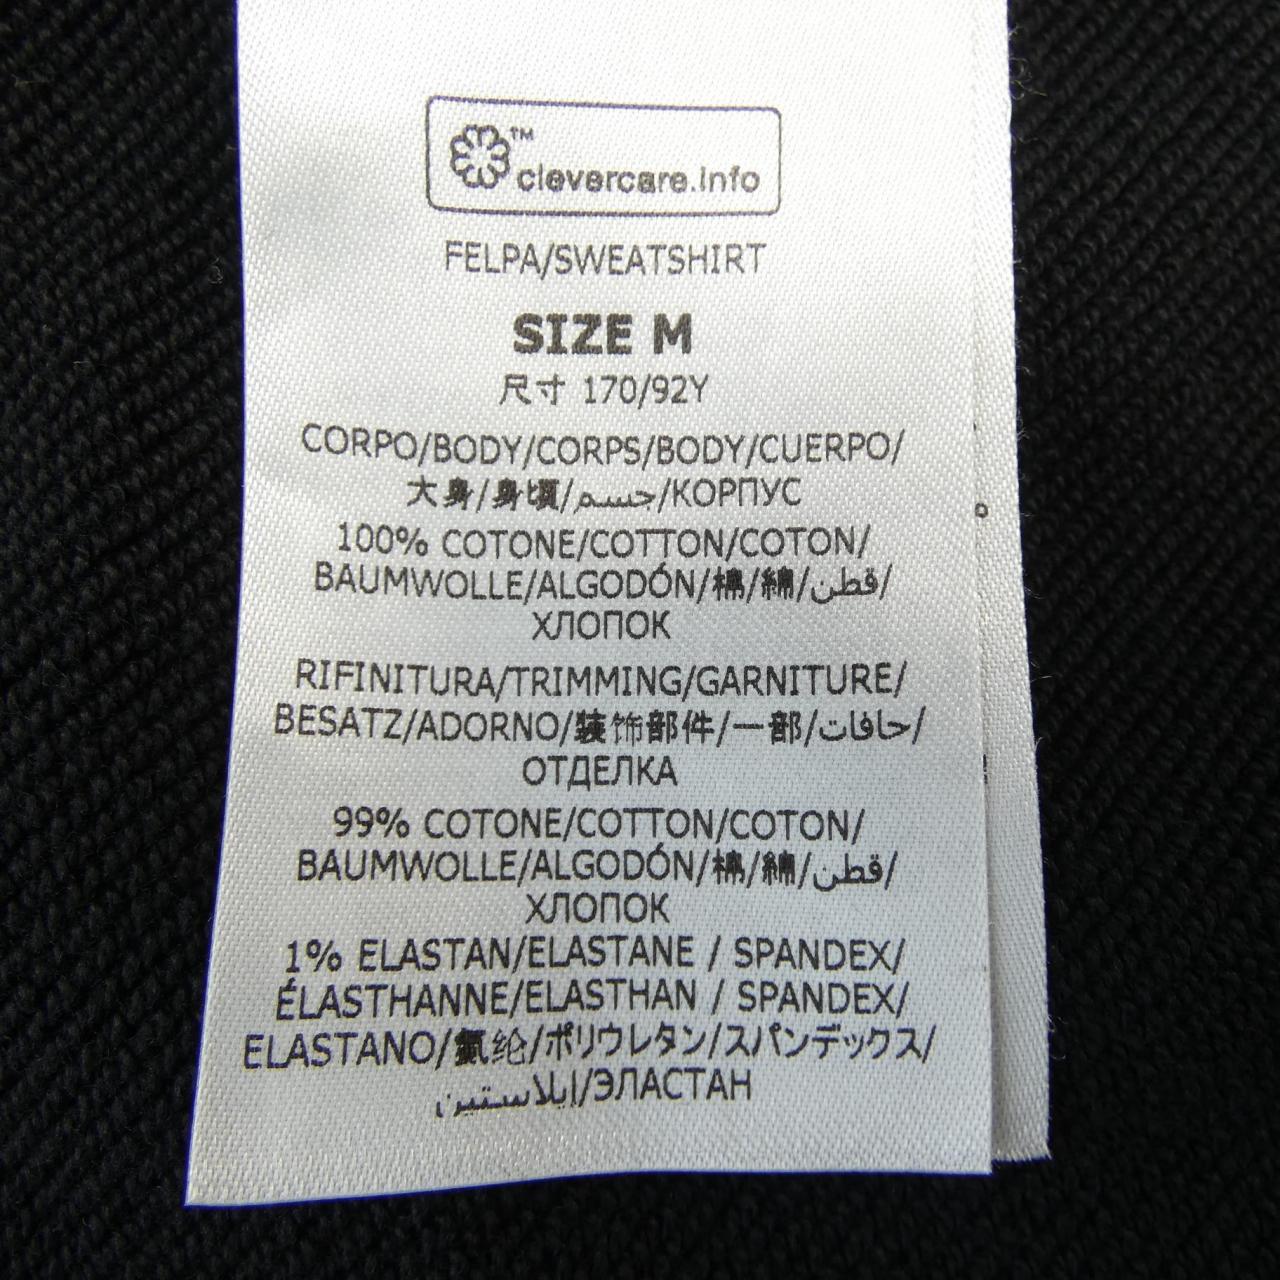 ™
clevercare.info
FELPA/SWEATSHIRT
SIZE M
尺寸 170/92Y
CORPO/BODY/CORPS/BODY/CUERPO/
大身/身頃/جسم/КОРПУС
100% COTONE/COTTON/COTON/
BAUMWOLLE/ALGODÓN/棉/綿/قطن/
ХЛОПОК
RIFINITURA/TRIMMING/GARNITURE/
BESATZ/ADORNO/装饰部件/一部/حافات/
ОТДЕЛКА
99% COTONE/COTTON/COTON/
BAUMWOLLE/ALGODÓN/棉/綿/قطن/
ХЛОПОК
1% ELASTAN/ELASTANE / SPANDEX/
ÉLASTHANNE/ELASTHAN / SPANDEX/
ELASTANO/氨纶/ポリウレタン/スパンデックス/
إيلاستين/ЭЛАСТАН